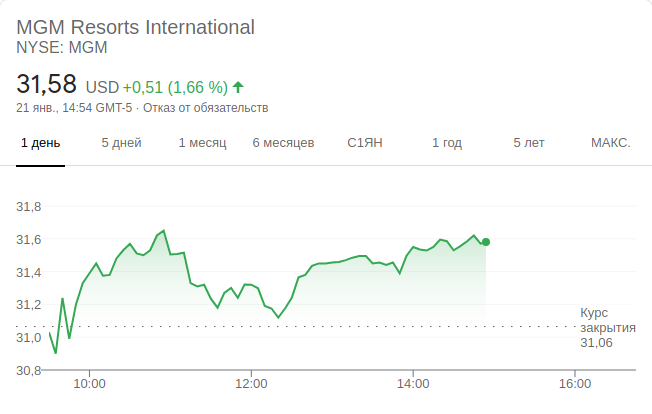 MGM Resorts International
NYSE: MGM
31,58 USD +0,51 (1,66 %)
21 янв., 14:54 GMT-5 · Отказ от обязательств
1 день 5 дней 1 месяц 6 месяцев С1ЯН 1 год 5 лет МАКС.
31,8
31,6
31,4
31,2
31,0
30,8
Курс
закрытия
31,06
10:00 12:00 14:00 16:00